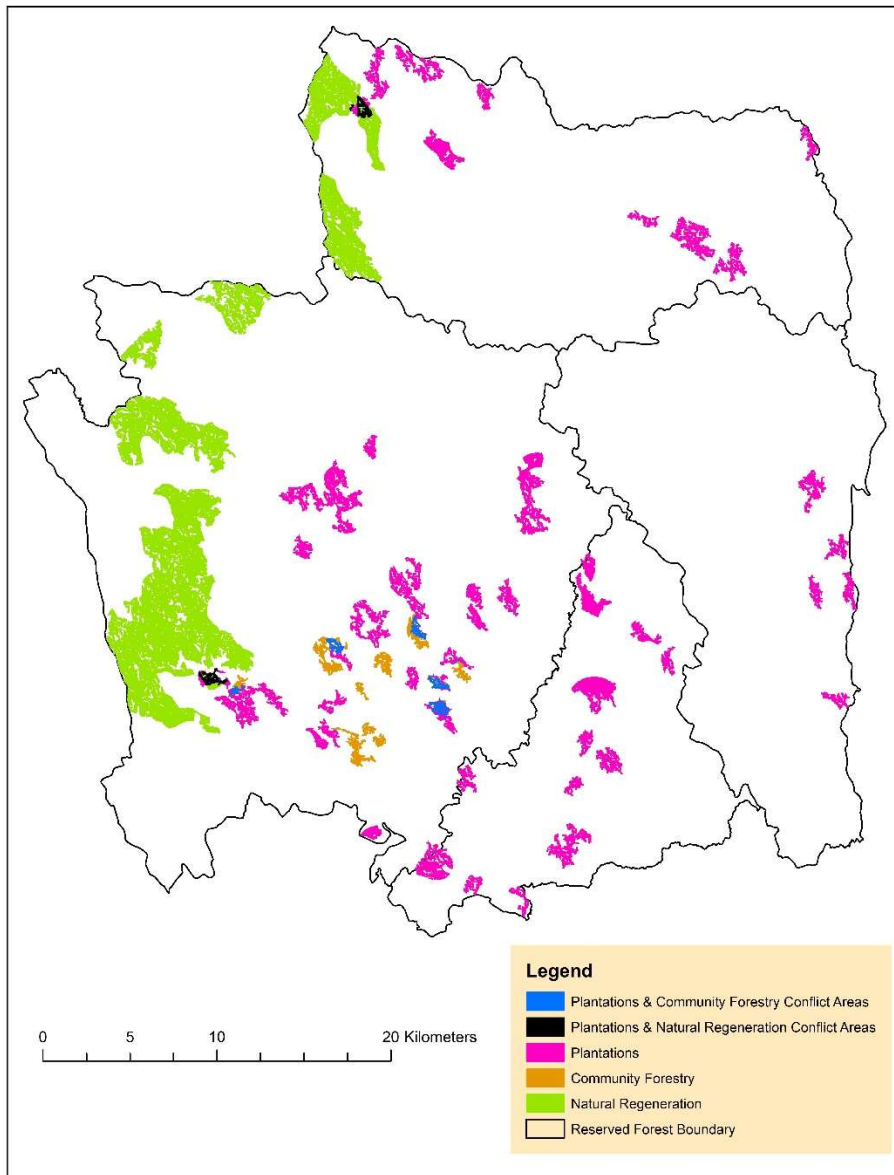 Legend
Plantations & Community Forestry Conflict Areas
Plantations & Natural Regeneration Conflict Areas
Plantations
Community Forestry
Natural Regeneration
Reserved Forest Boundary
0 5 10 20 Kilometers